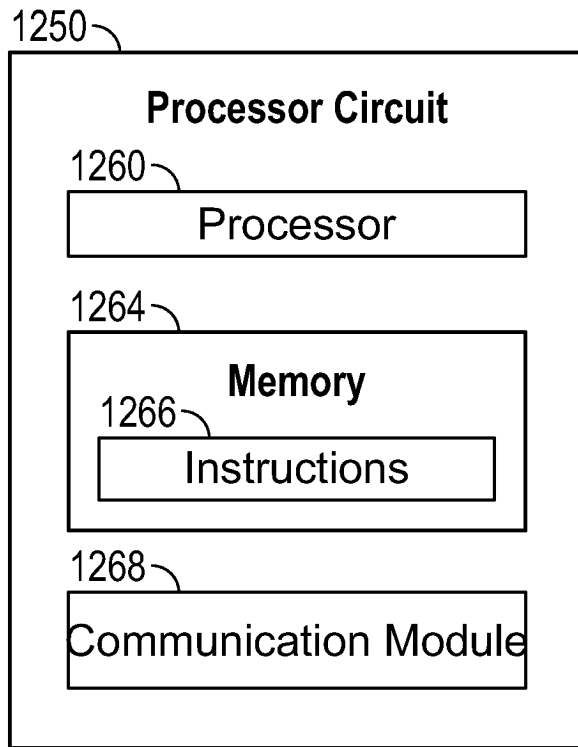 1250
Processor Circuit
1260
Processor
1264
Memory
1266
Instructions
1268
Communication Module